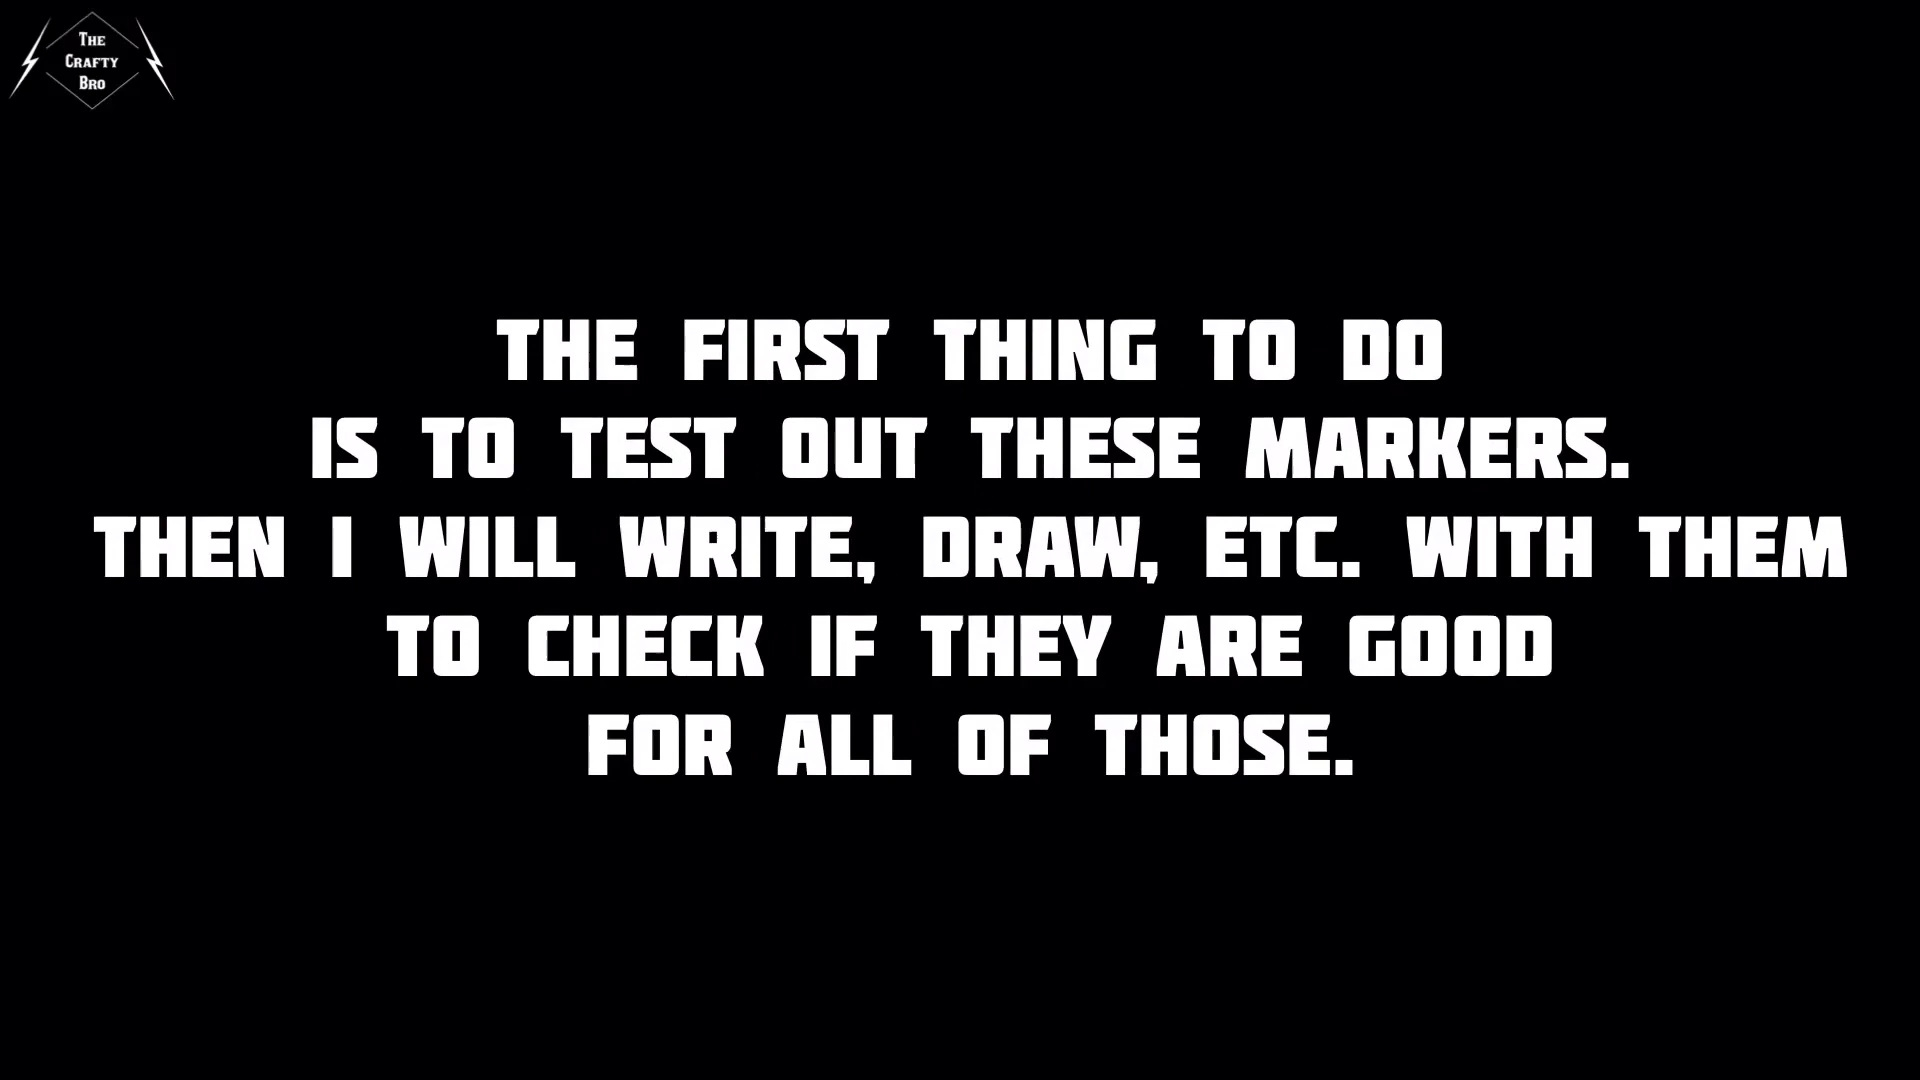 The
Crafty
Bro
THE FIRST THING TO DO
IS TO TEST OUT THESE MARKERS.
THEN I WILL WRITE, DRAW, ETC. WITH THEM
TO CHECK IF THEY ARE GOOD
FOR ALL OF THOSE.